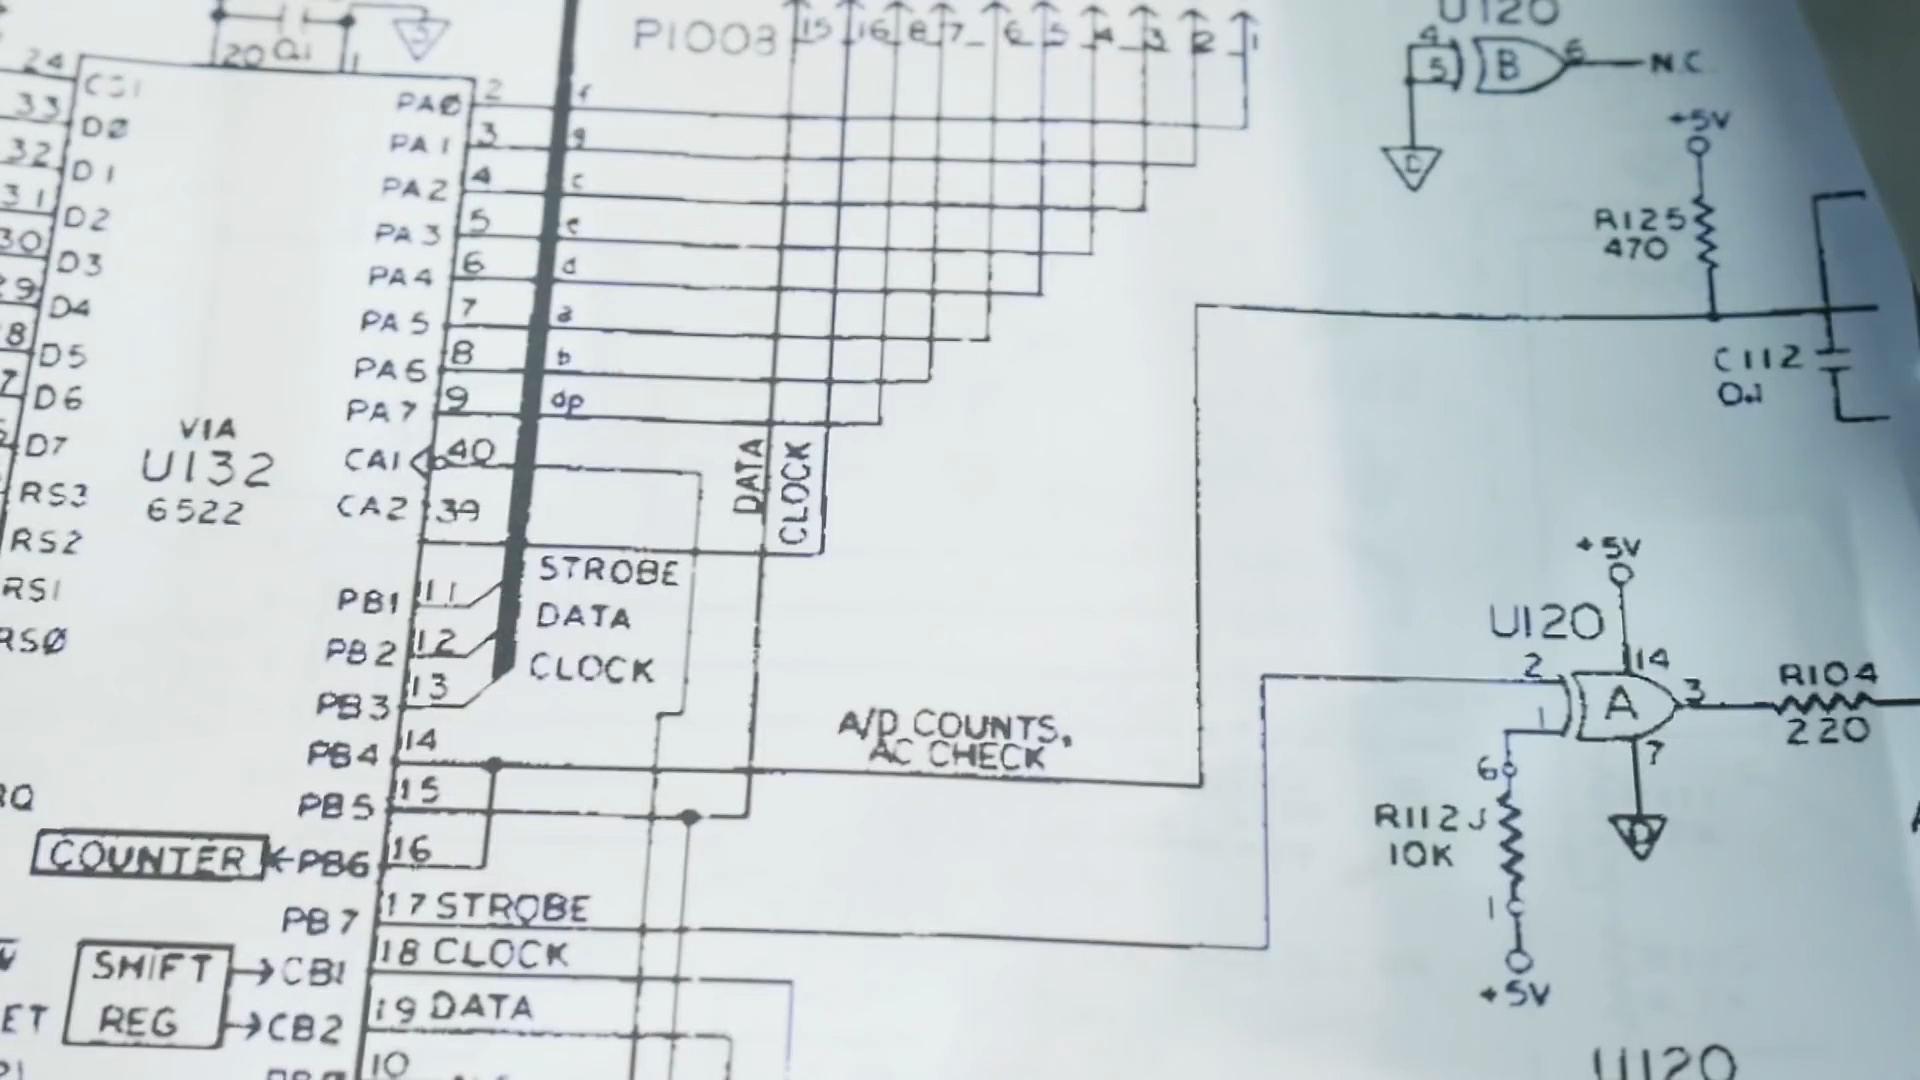 U120
P1008 15 16 8 7 6 5 4 3 2 1
4
5 B 6 N.C.
24 20 0.1 1
CS1
33 D0
32 D1
31 D2
30 D3
D4
D5
D6
D7
RS3
RS2
RS1
RS0
VIA
U132
6522
PA0 2 f
PA1 3 g
PA2 4 c
PA3 5 e
PA4 6 d
PA5 7 a
PA6 8 b
PA7 9 dp
CA1 40
CA2 39
DATA
CLOCK
PB1 11 STROBE
PB2 12 DATA
PB3 13 CLOCK
PB4 14
PB5 15
COUNTER PB6 16
PB7 17 STROBE
SHIFT
REG
CB1 18 CLOCK
CB2 19 DATA
10
A/D COUNTS,
AC CHECK
+5V
R125
470
C112
0.1
+5V
U120
2 14
1 A 3
7
R104
220
6
R112
10K
1
+5V
U120